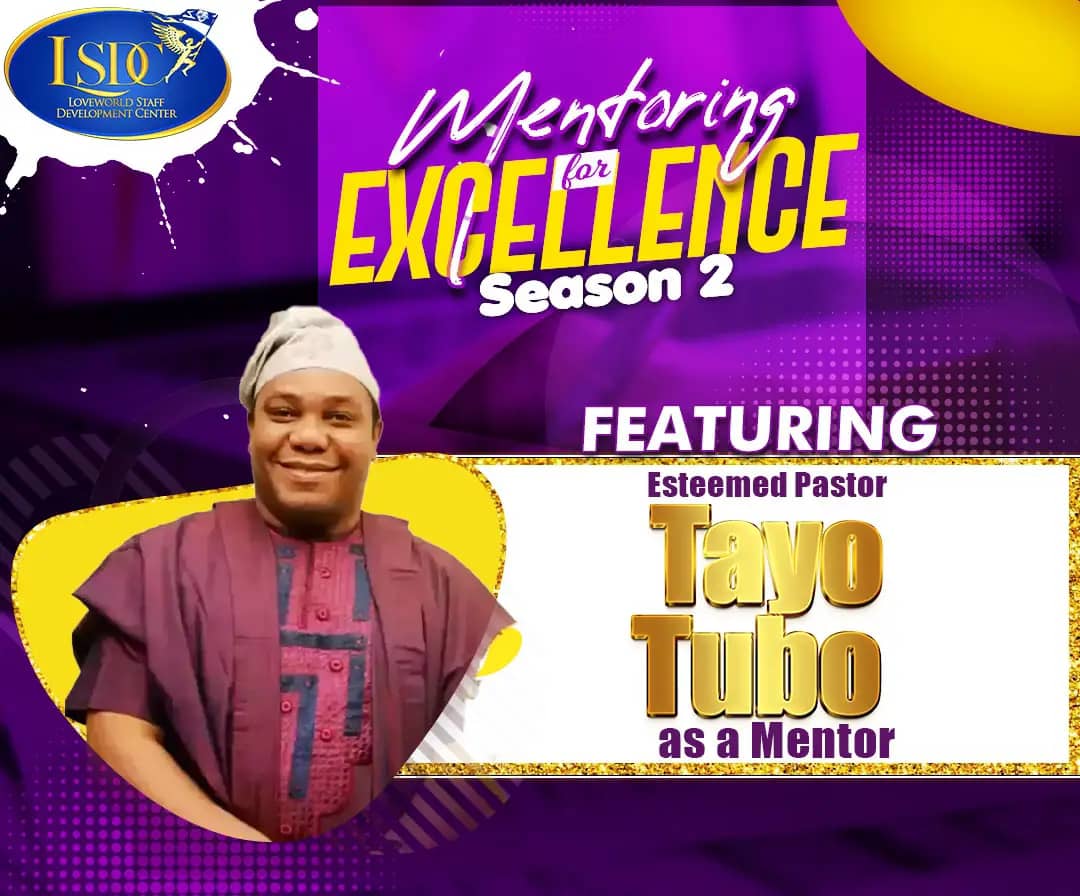 LSDC
LOVEWORLD STAFF
DEVELOPMENT CENTER
Mentoring
for
EXCELLENCE
Season 2
FEATURING
Esteemed Pastor
Tayo
Tubo
as a Mentor